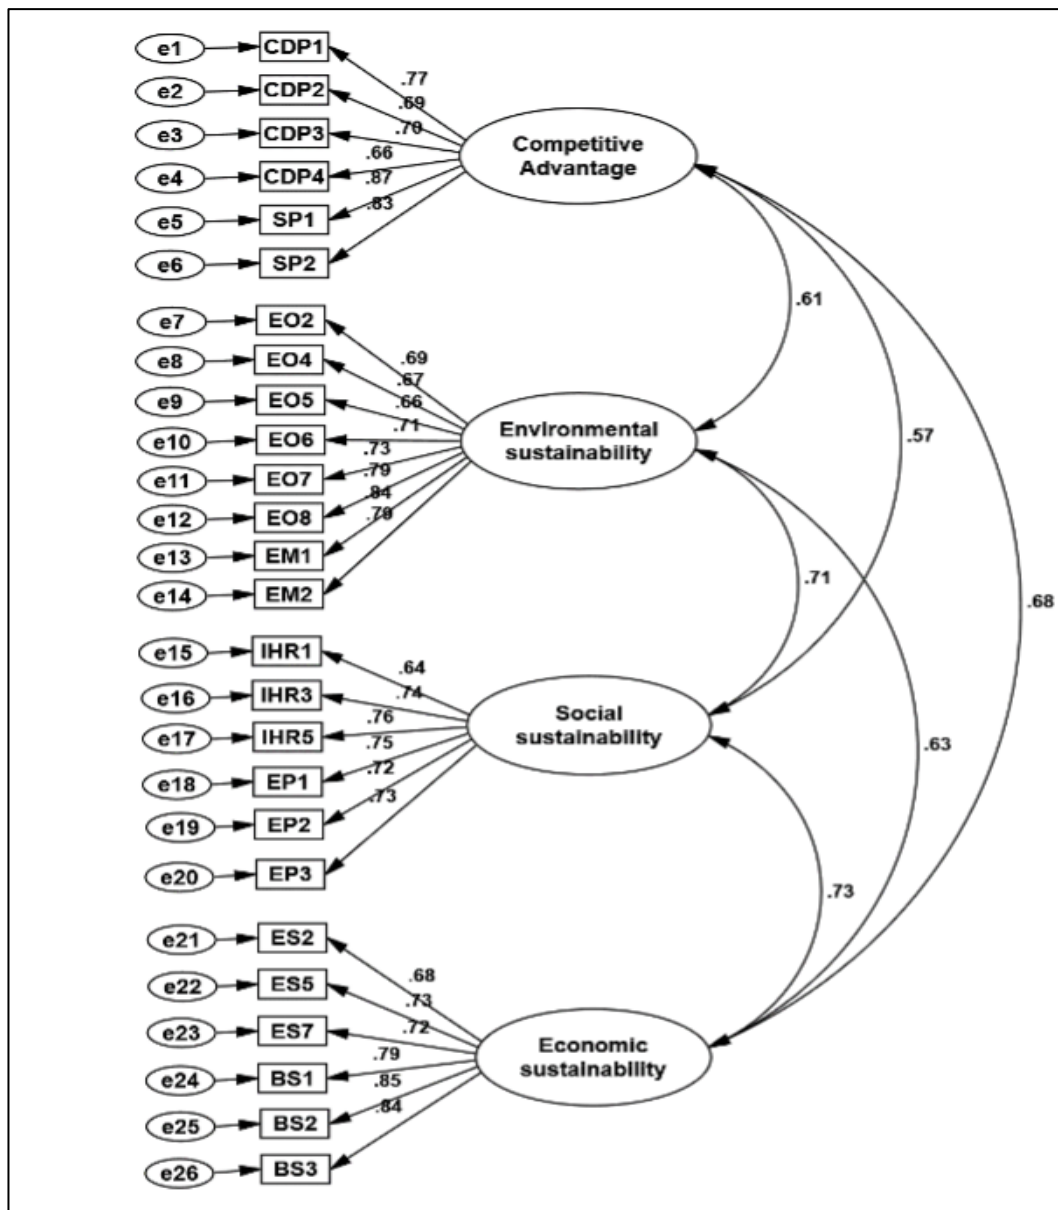 e1 CDP1
.77
e2 CDP2
.69
e3 CDP3
.70
Competitive
Advantage
e4 CDP4
.66
.87
e5 SP1
.83
e6 SP2
.61
e7 EO2
e8 EO4
.69
.67
e9 EO5
.66
.71
e10 EO6
Environmental
sustainability
.57
.73
e11 EO7
.79
.84
e12 EO8
.79
e13 EM1
.71
e14 EM2
.68
e15 IHR1
.64
e16 IHR3
.74
.76
e17 IHR5
Social
sustainability
.75
.72
e18 EP1
.73
.63
e19 EP2
e20 EP3
.73
e21 ES2
.68
e22 ES5
.73
.72
e23 ES7
Economic
sustainability
.79
e24 BS1
.85
.84
e25 BS2
e26 BS3